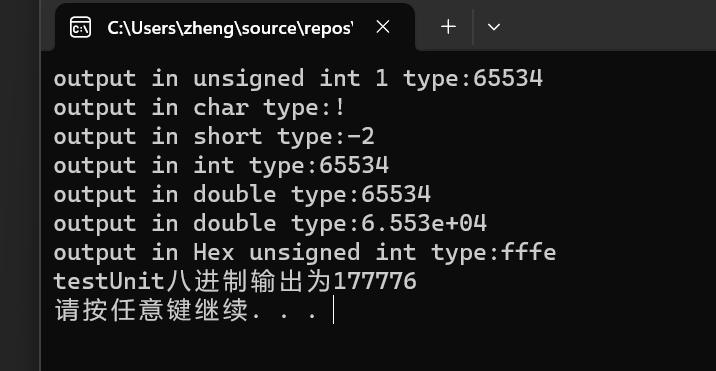 C:\Users\zheng\source\repos\
output in unsigned int 1 type:65534
output in char type:!
output in short type:-2
output in int type:65534
output in double type:65534
output in double type:6.553e+04
output in Hex unsigned int type:fffe
testUnit八进制输出为177776
请按任意键继续. . .